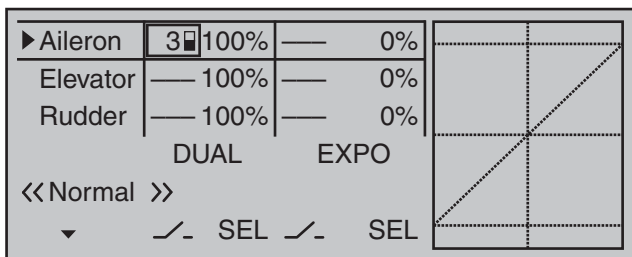 Aileron 3 100% ––– 0%
Elevator ––– 100% ––– 0%
Rudder ––– 100% ––– 0%
DUAL EXPO
«Normal »
SEL SEL